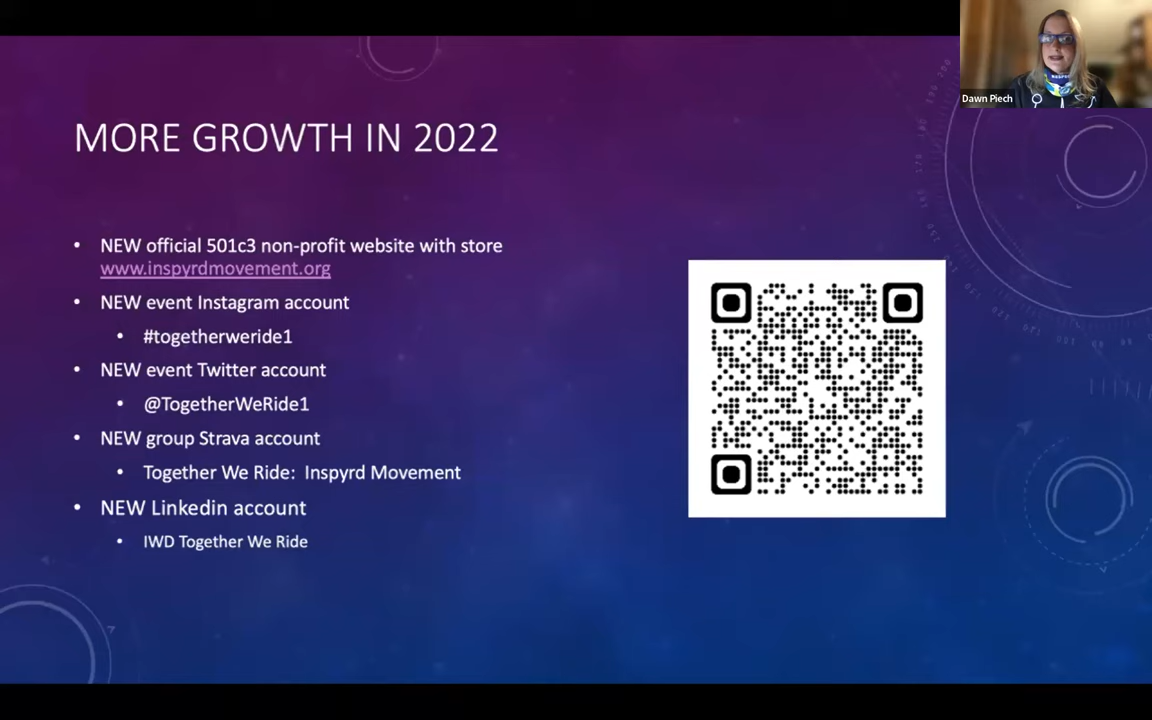 Dawn Piech
MORE GROWTH IN 2022
• NEW official 501c3 non-profit website with store
www.inspyrdmovement.org
• NEW event Instagram account
• #togetherweride1
• NEW event Twitter account
• @TogetherWeRide1
• NEW group Strava account
• Together We Ride: Inspyrd Movement
• NEW Linkedin account
• IWD Together We Ride